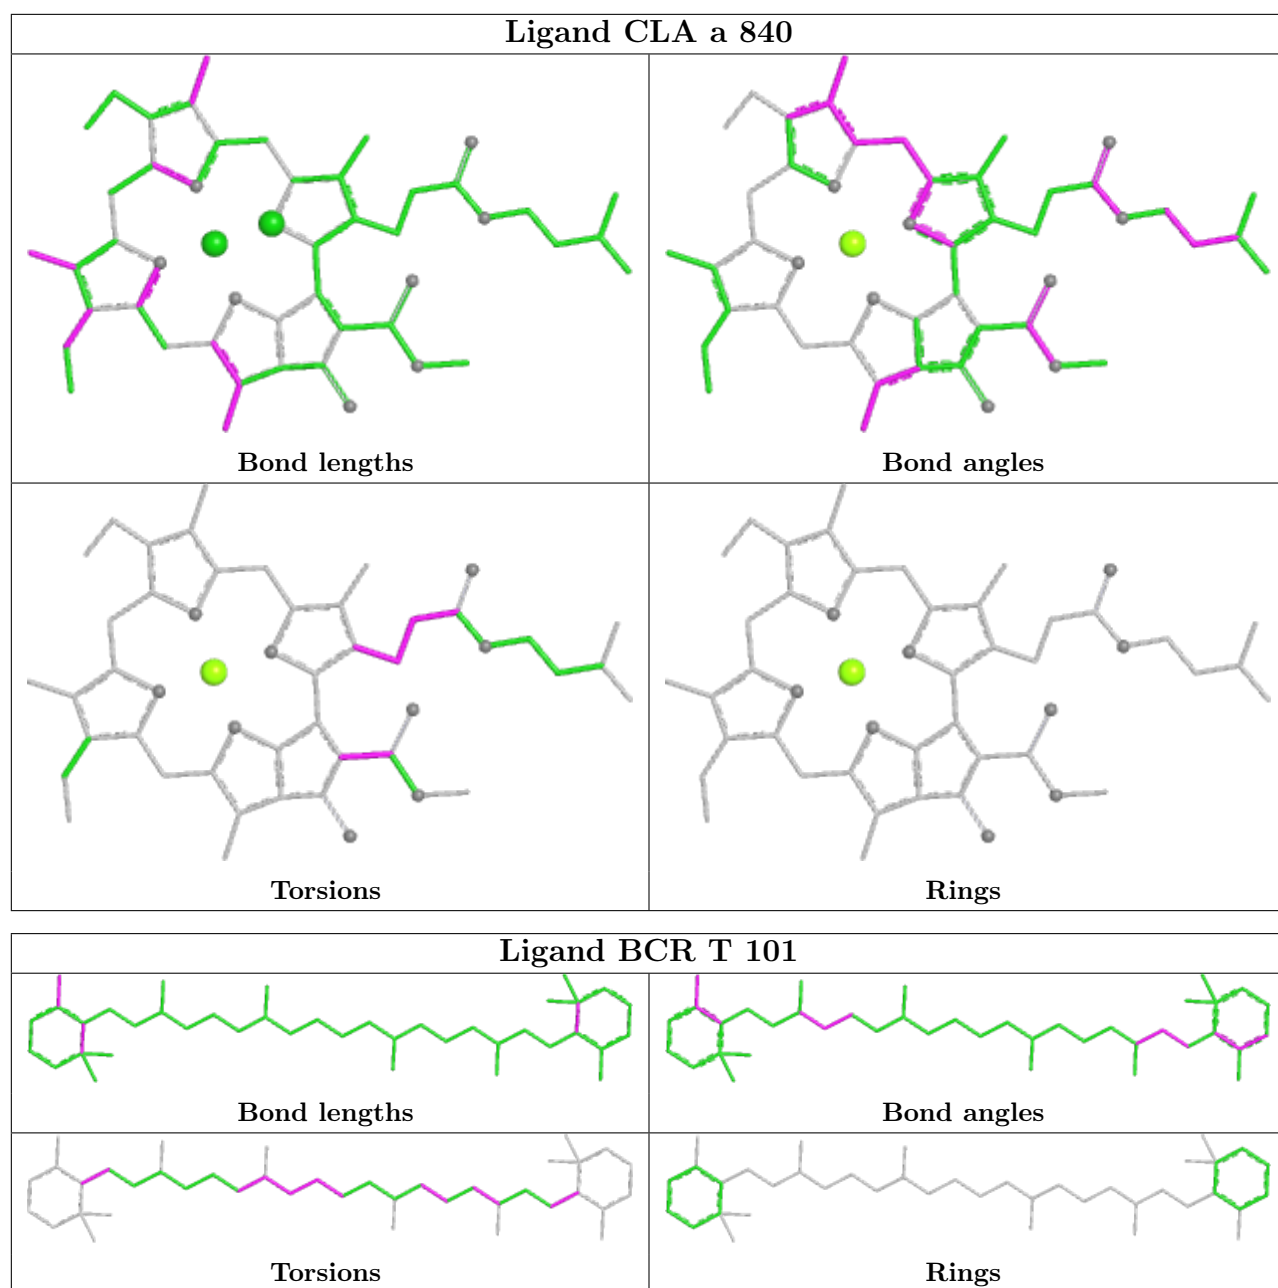 Ligand CLA a 840
Bond lengths
Bond angles
Torsions
Rings
Ligand BCR T 101
Bond lengths
Bond angles
Torsions
Rings